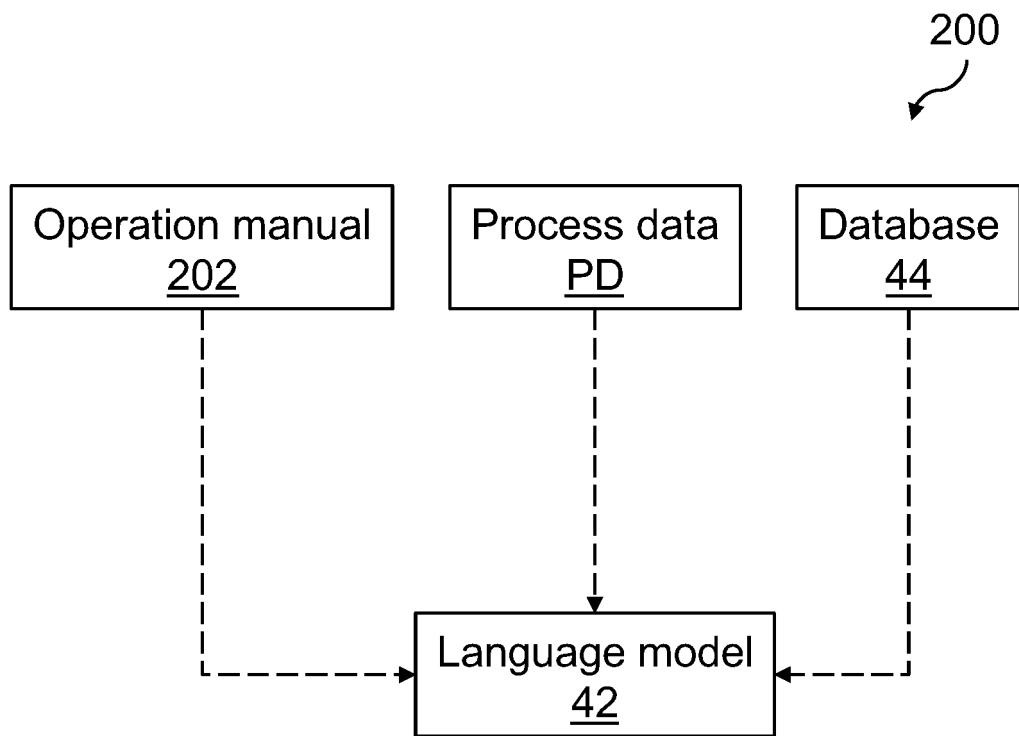 200
Operation manual
202
Process data
PD
Database
44
Language model
42